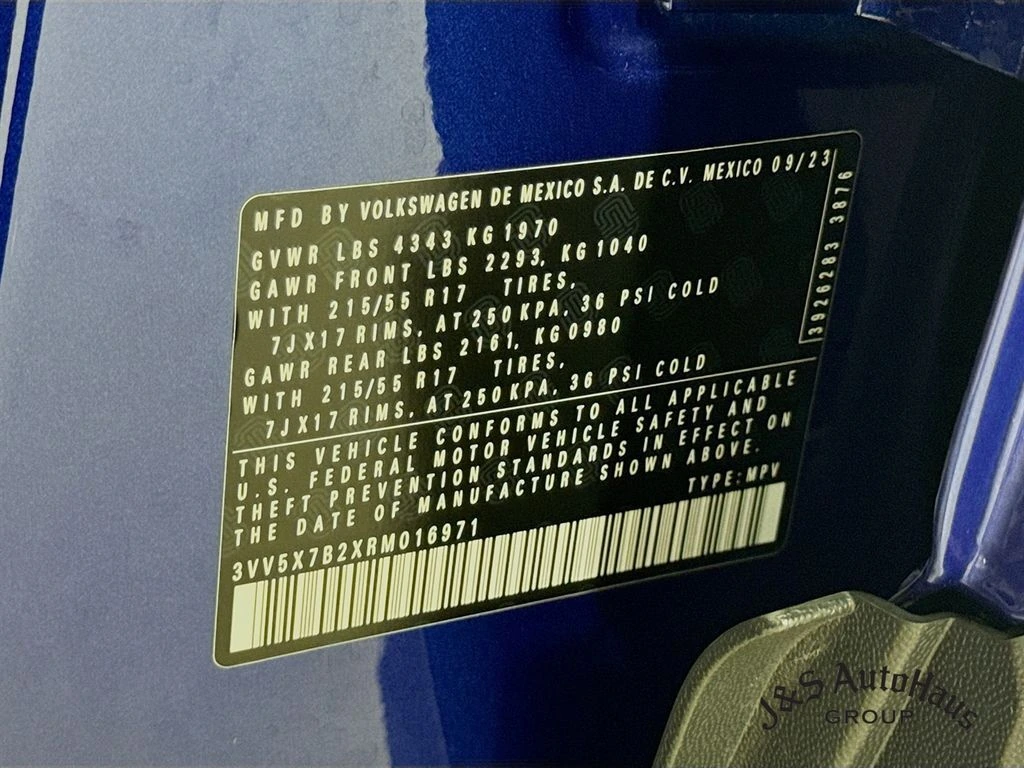 MFD BY VOLKSWAGEN DE MEXICO S.A. DE C.V. MEXICO 09/23
GVWR LBS 4343 KG 1970
GAWR FRONT LBS 2293, KG 1040
WITH 215/55 R17 TIRES,
7JX17 RIMS, AT 250 KPA, 36 PSI COLD
GAWR REAR LBS 2161, KG 0980
WITH 215/55 R17 TIRES,
7JX17 RIMS, AT 250 KPA, 36 PSI COLD
3926283 3876
THIS VEHICLE CONFORMS TO ALL APPLICABLE
U.S. FEDERAL MOTOR VEHICLE SAFETY AND
THEFT PREVENTION STANDARDS IN EFFECT ON
THE DATE OF MANUFACTURE SHOWN ABOVE.
3VV5X7B2XRM016971 TYPE: MPV
J&S AutoHaus
GROUP